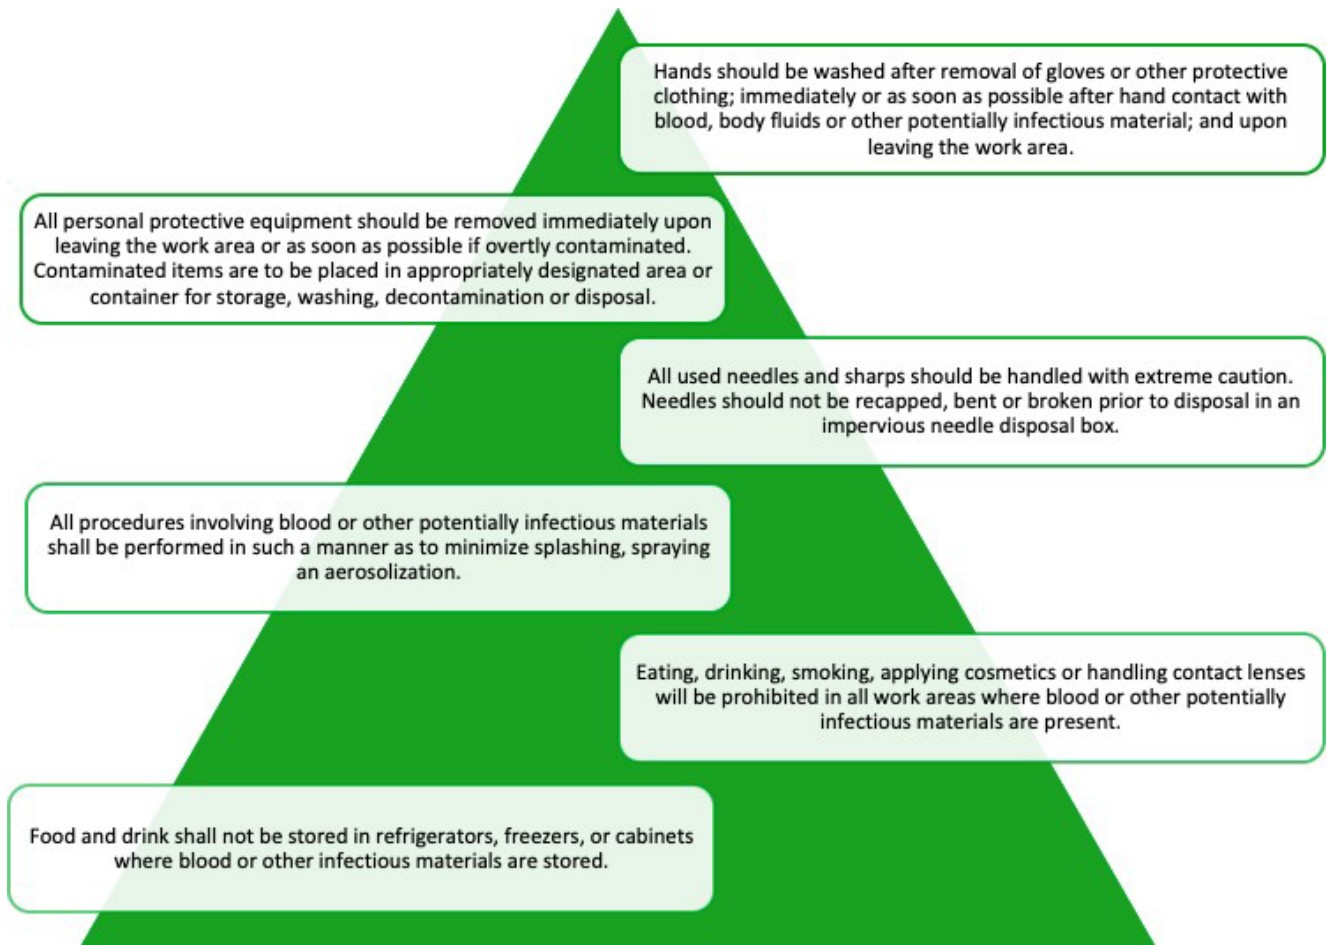 Hands should be washed after removal of gloves or other protective
clothing; immediately or as soon as possible after hand contact with
blood, body fluids or other potentially infectious material; and upon
leaving the work area.
All personal protective equipment should be removed immediately upon
leaving the work area or as soon as possible if overtly contaminated.
Contaminated items are to be placed in appropriately designated area or
container for storage, washing, decontamination or disposal.
All used needles and sharps should be handled with extreme caution.
Needles should not be recapped, bent or broken prior to disposal in an
impervious needle disposal box.
All procedures involving blood or other potentially infectious materials
shall be performed in such a manner as to minimize splashing, spraying
an aerosolization.
Eating, drinking, smoking, applying cosmetics or handling contact lenses
will be prohibited in all work areas where blood or other potentially
infectious materials are present.
Food and drink shall not be stored in refrigerators, freezers, or cabinets
where blood or other infectious materials are stored.